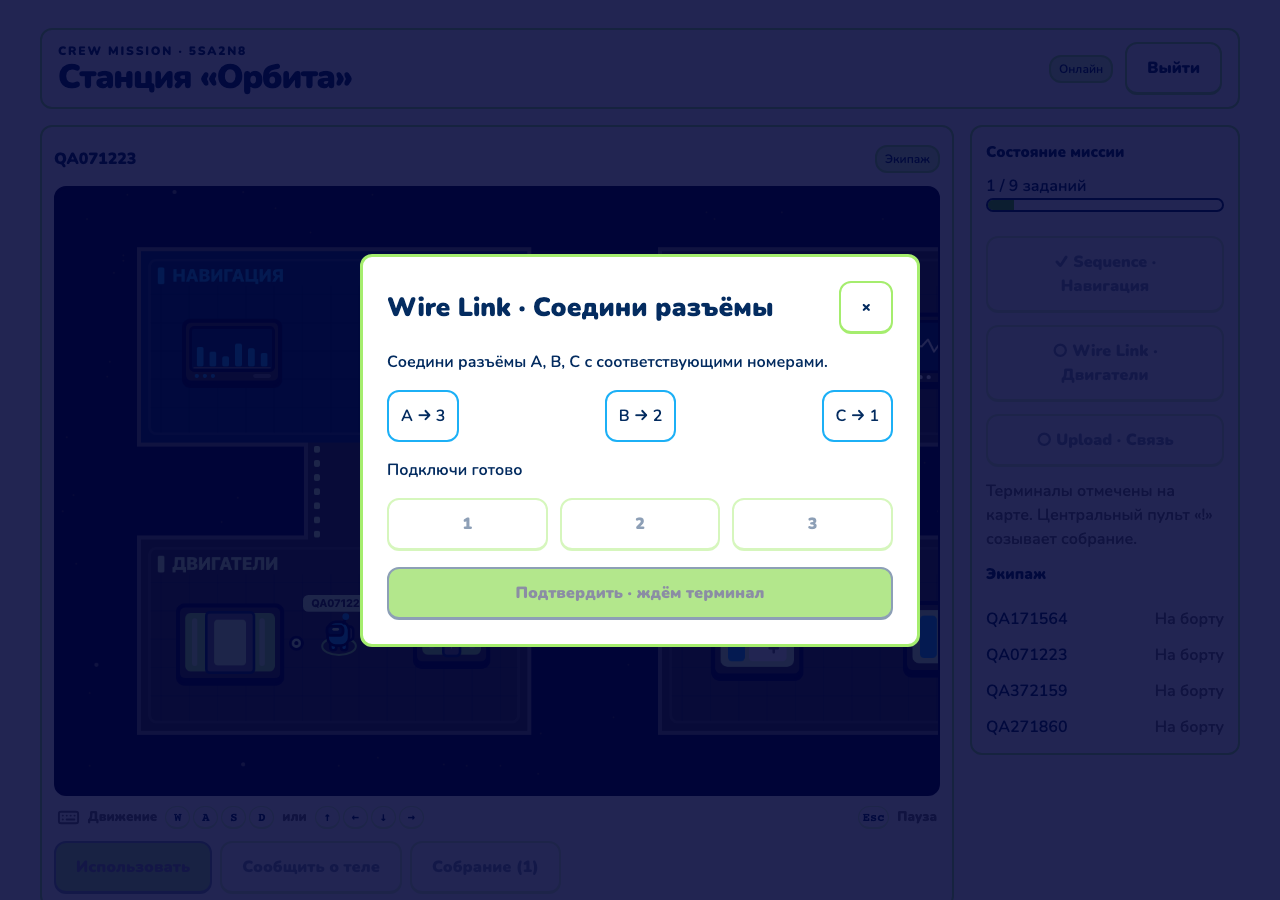 CREW MISSION · 5SA2N8
Станция «Орбита»
Онлайн
Выйти
QA071223
Экипаж
НАВИГАЦИЯ
ДВИГАТЕЛИ
Wire Link · Соедини разъёмы
×
Соедини разъёмы A, B, C с соответствующими номерами.
A → 3
B → 2
C → 1
Подключи готово
1
2
3
Подтвердить · ждём терминал
Движение W A S D или ↑ ← ↓ →
Esc Пауза
Использовать
Сообщить о теле
Собрание (1)
Состояние миссии
1 / 9 заданий
✓ Sequence ·
Навигация
○ Wire Link ·
Двигатели
○ Upload · Связь
Терминалы отмечены на
карте. Центральный пульт «!»
созывает собрание.
Экипаж
QA171564 На борту
QA071223 На борту
QA372159 На борту
QA271860 На борту